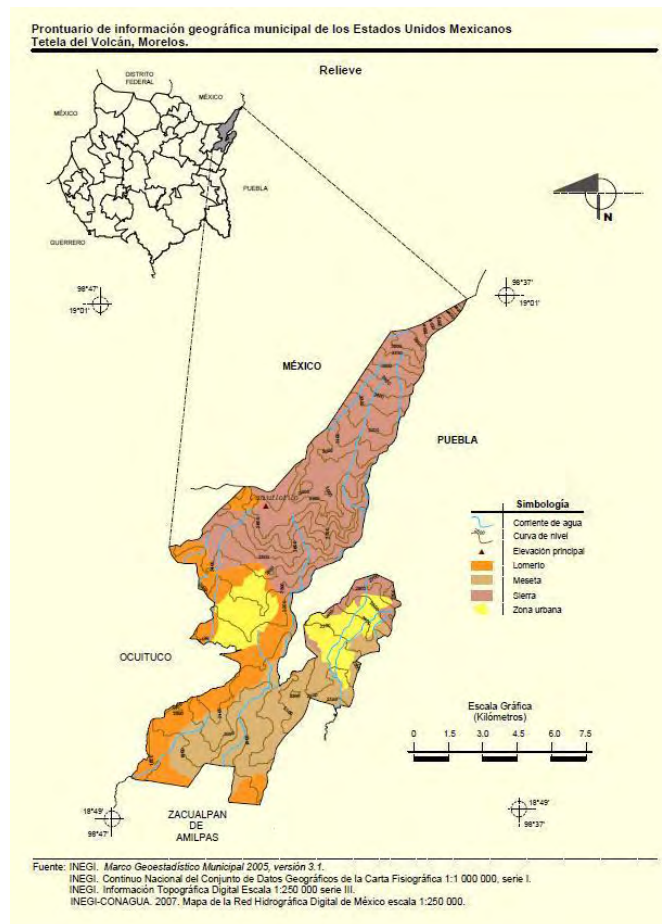 Prontuario de información geográfica municipal de los Estados Unidos Mexicanos
Tetela del Volcán, Morelos.
Relieve
DISTRITO
FEDERAL
MÉXICO
MÉXICO
PUEBLA
GUERRERO
N
98°47'
19°01'
98°37'
19°01'
MÉXICO
PUEBLA
Simbología
Corriente de agua
Curva de nivel
Elevación principal
Lomerio
Meseta
Sierra
Zona urbana
OCUITUCO
Escala Gráfica
(Kilómetros)
0 1.5 3.0 4.5 6.0 7.5
18°49'
98°47'
ZACUALPAN
DE
AMILPAS
18°49'
98°37'
Fuente: INEGI. Marco Geoestadístico Municipal 2005, versión 3.1.
INEGI. Continuo Nacional del Conjunto de Datos Geográficos de la Carta Fisiográfica 1:1 000 000, serie I.
INEGI. Información Topográfica Digital Escala 1:250 000 serie III.
INEGI-CONAGUA. 2007. Mapa de la Red Hidrográfica Digital de México escala 1:250 000.